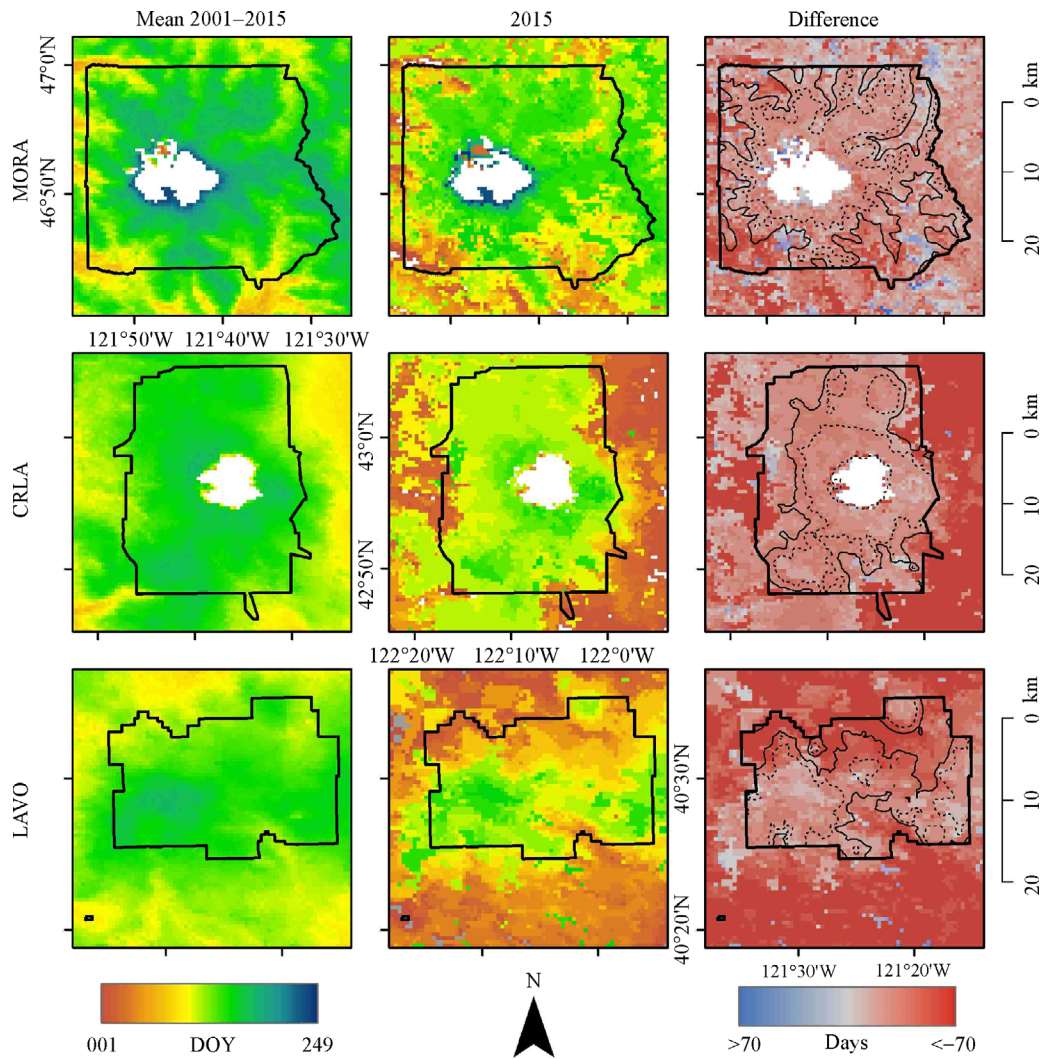 Mean 2001–2015
2015
Difference
MORA
47°0'N
46°50'N
0 km
10
20
121°50'W
121°40'W
121°30'W
CRLA
43°0'N
42°50'N
0 km
10
20
122°20'W
122°10'W
122°0'W
LAVO
40°30'N
40°20'N
0 km
10
20
121°30'W
121°20'W
N
001
DOY
249
>70
Days
<–70